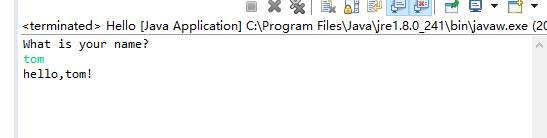 <terminated> Hello [Java Application] C:\Program Files\Java\jre1.8.0_241\bin\javaw.exe (20
What is your name?
tom
hello,tom!